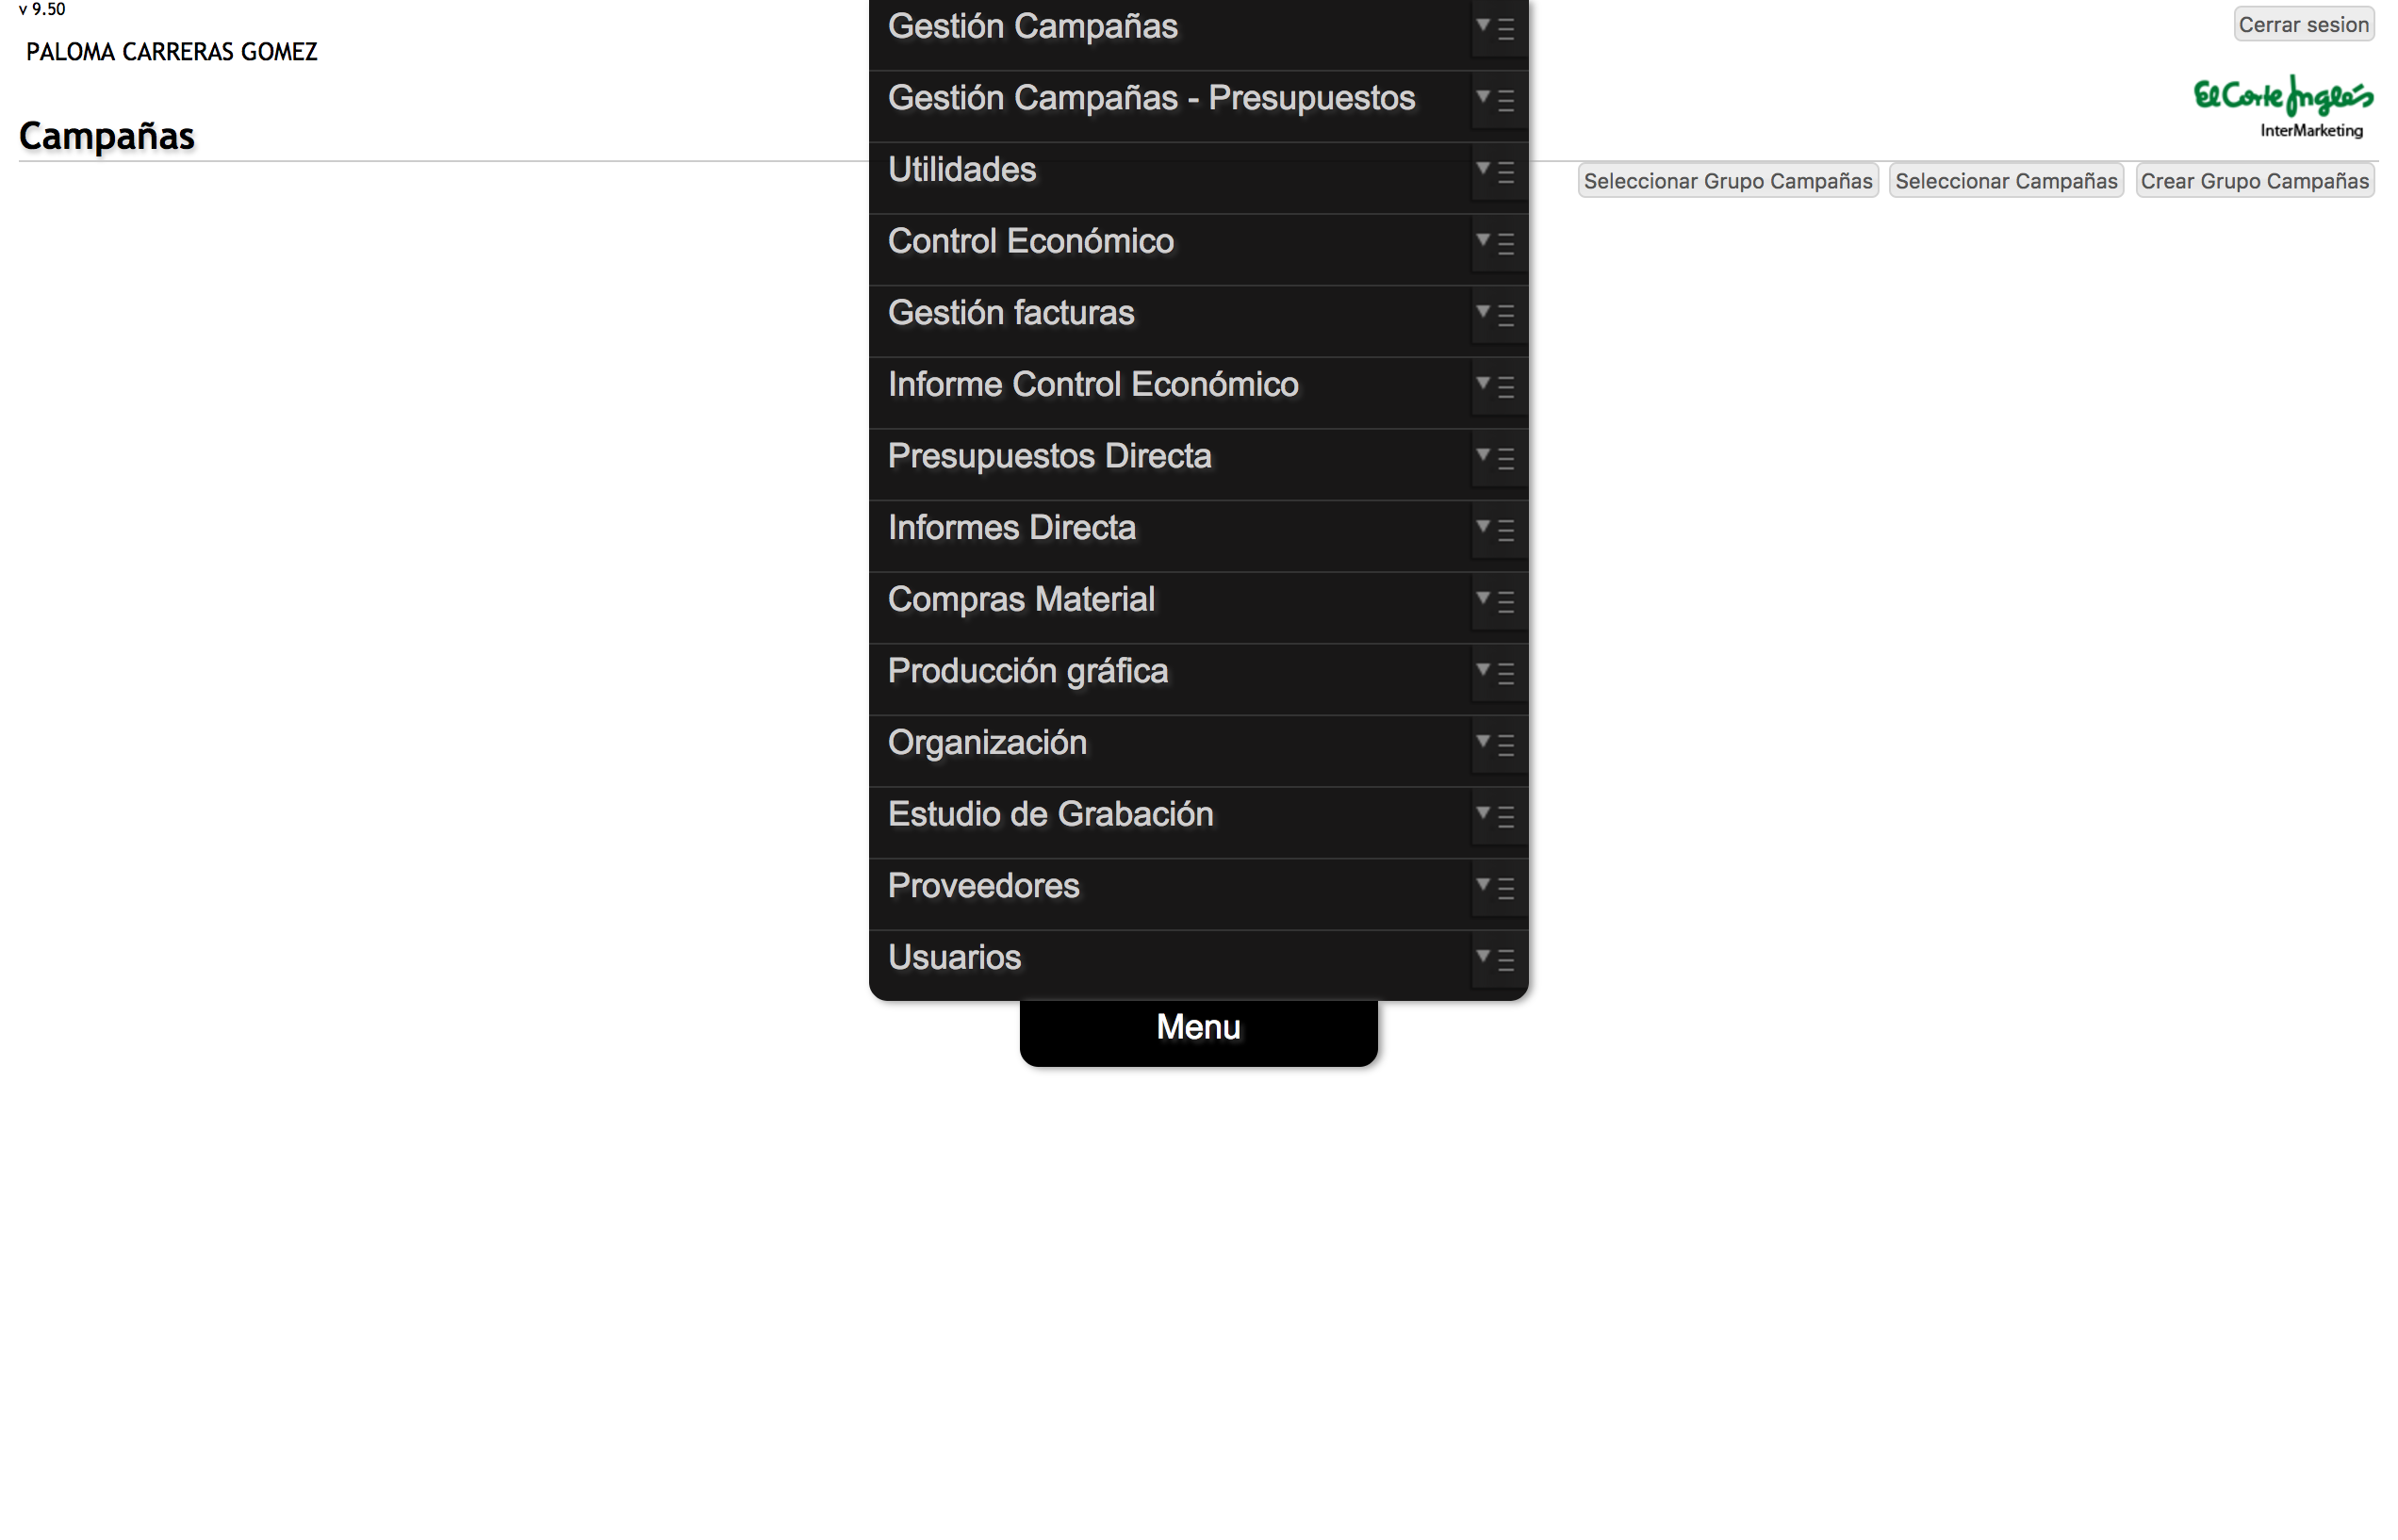 v 9.50
PALOMA CARRERAS GOMEZ
Cerrar sesion
El Corte Inglés
InterMarketing
Campañas
Seleccionar Grupo Campañas
Seleccionar Campañas
Crear Grupo Campañas
Gestión Campañas
Gestión Campañas - Presupuestos
Utilidades
Control Económico
Gestión facturas
Informe Control Económico
Presupuestos Directa
Informes Directa
Compras Material
Producción gráfica
Organización
Estudio de Grabación
Proveedores
Usuarios
Menu